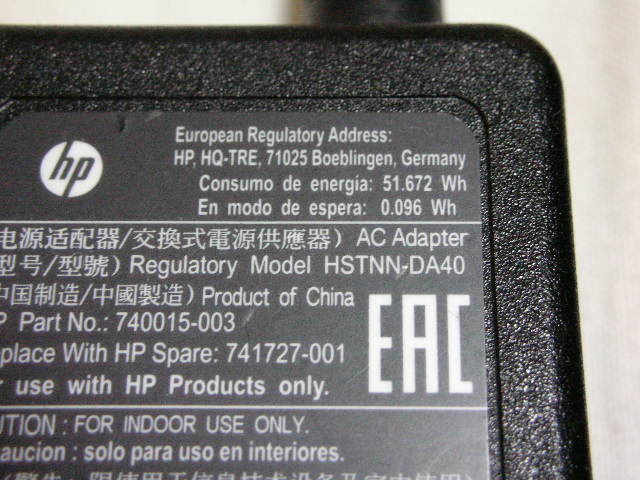 hp
European Regulatory Address:
HP, HQ-TRE, 71025 Boeblingen, Germany
Consumo de energía: 51.672 Wh
En modo de espera: 0.096 Wh
电源适配器/交換式電源供應器) AC Adapter
型号/型號) Regulatory Model HSTNN-DA40
中国制造/中國製造) Product of China
P Part No.: 740015-003
eplace With HP Spare: 741727-001
r use with HP Products only.
EAC
UTION : FOR INDOOR USE ONLY.
aucion : solo para uso en interiores.